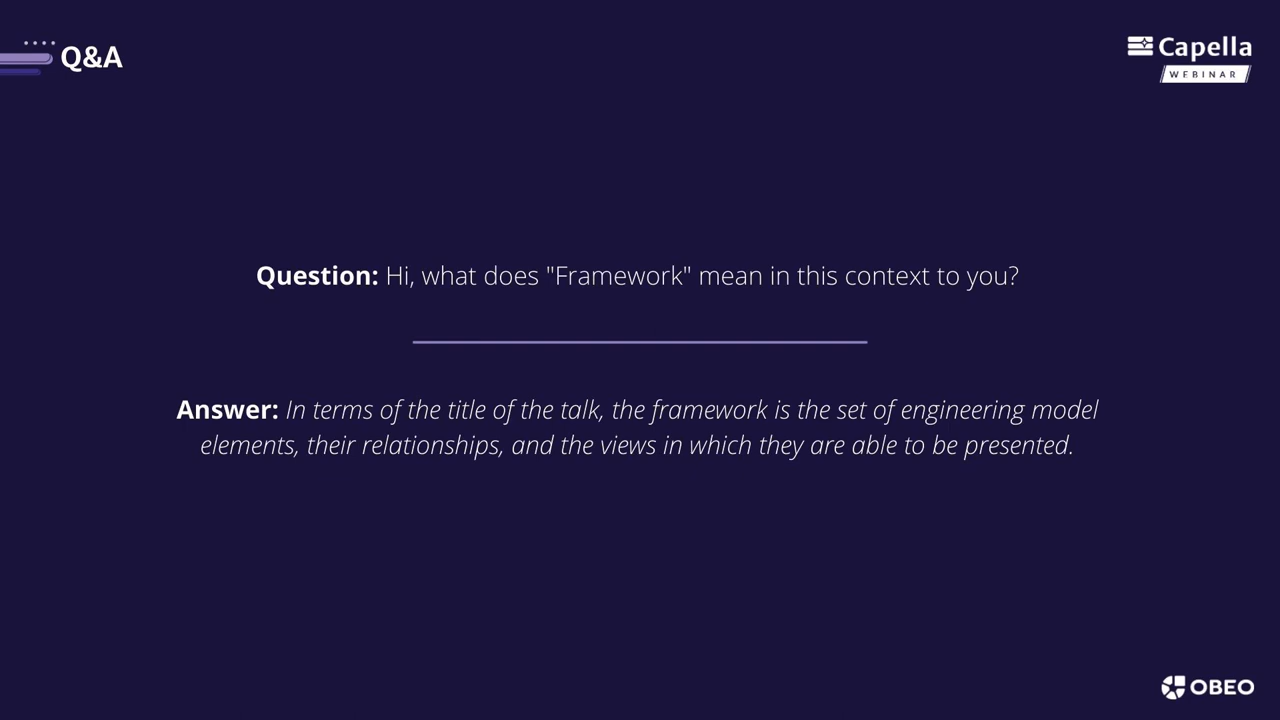 Q&A
Capella
WEBINAR
Question: Hi, what does "Framework" mean in this context to you?
Answer: In terms of the title of the talk, the framework is the set of engineering model
elements, their relationships, and the views in which they are able to be presented.
OBEO